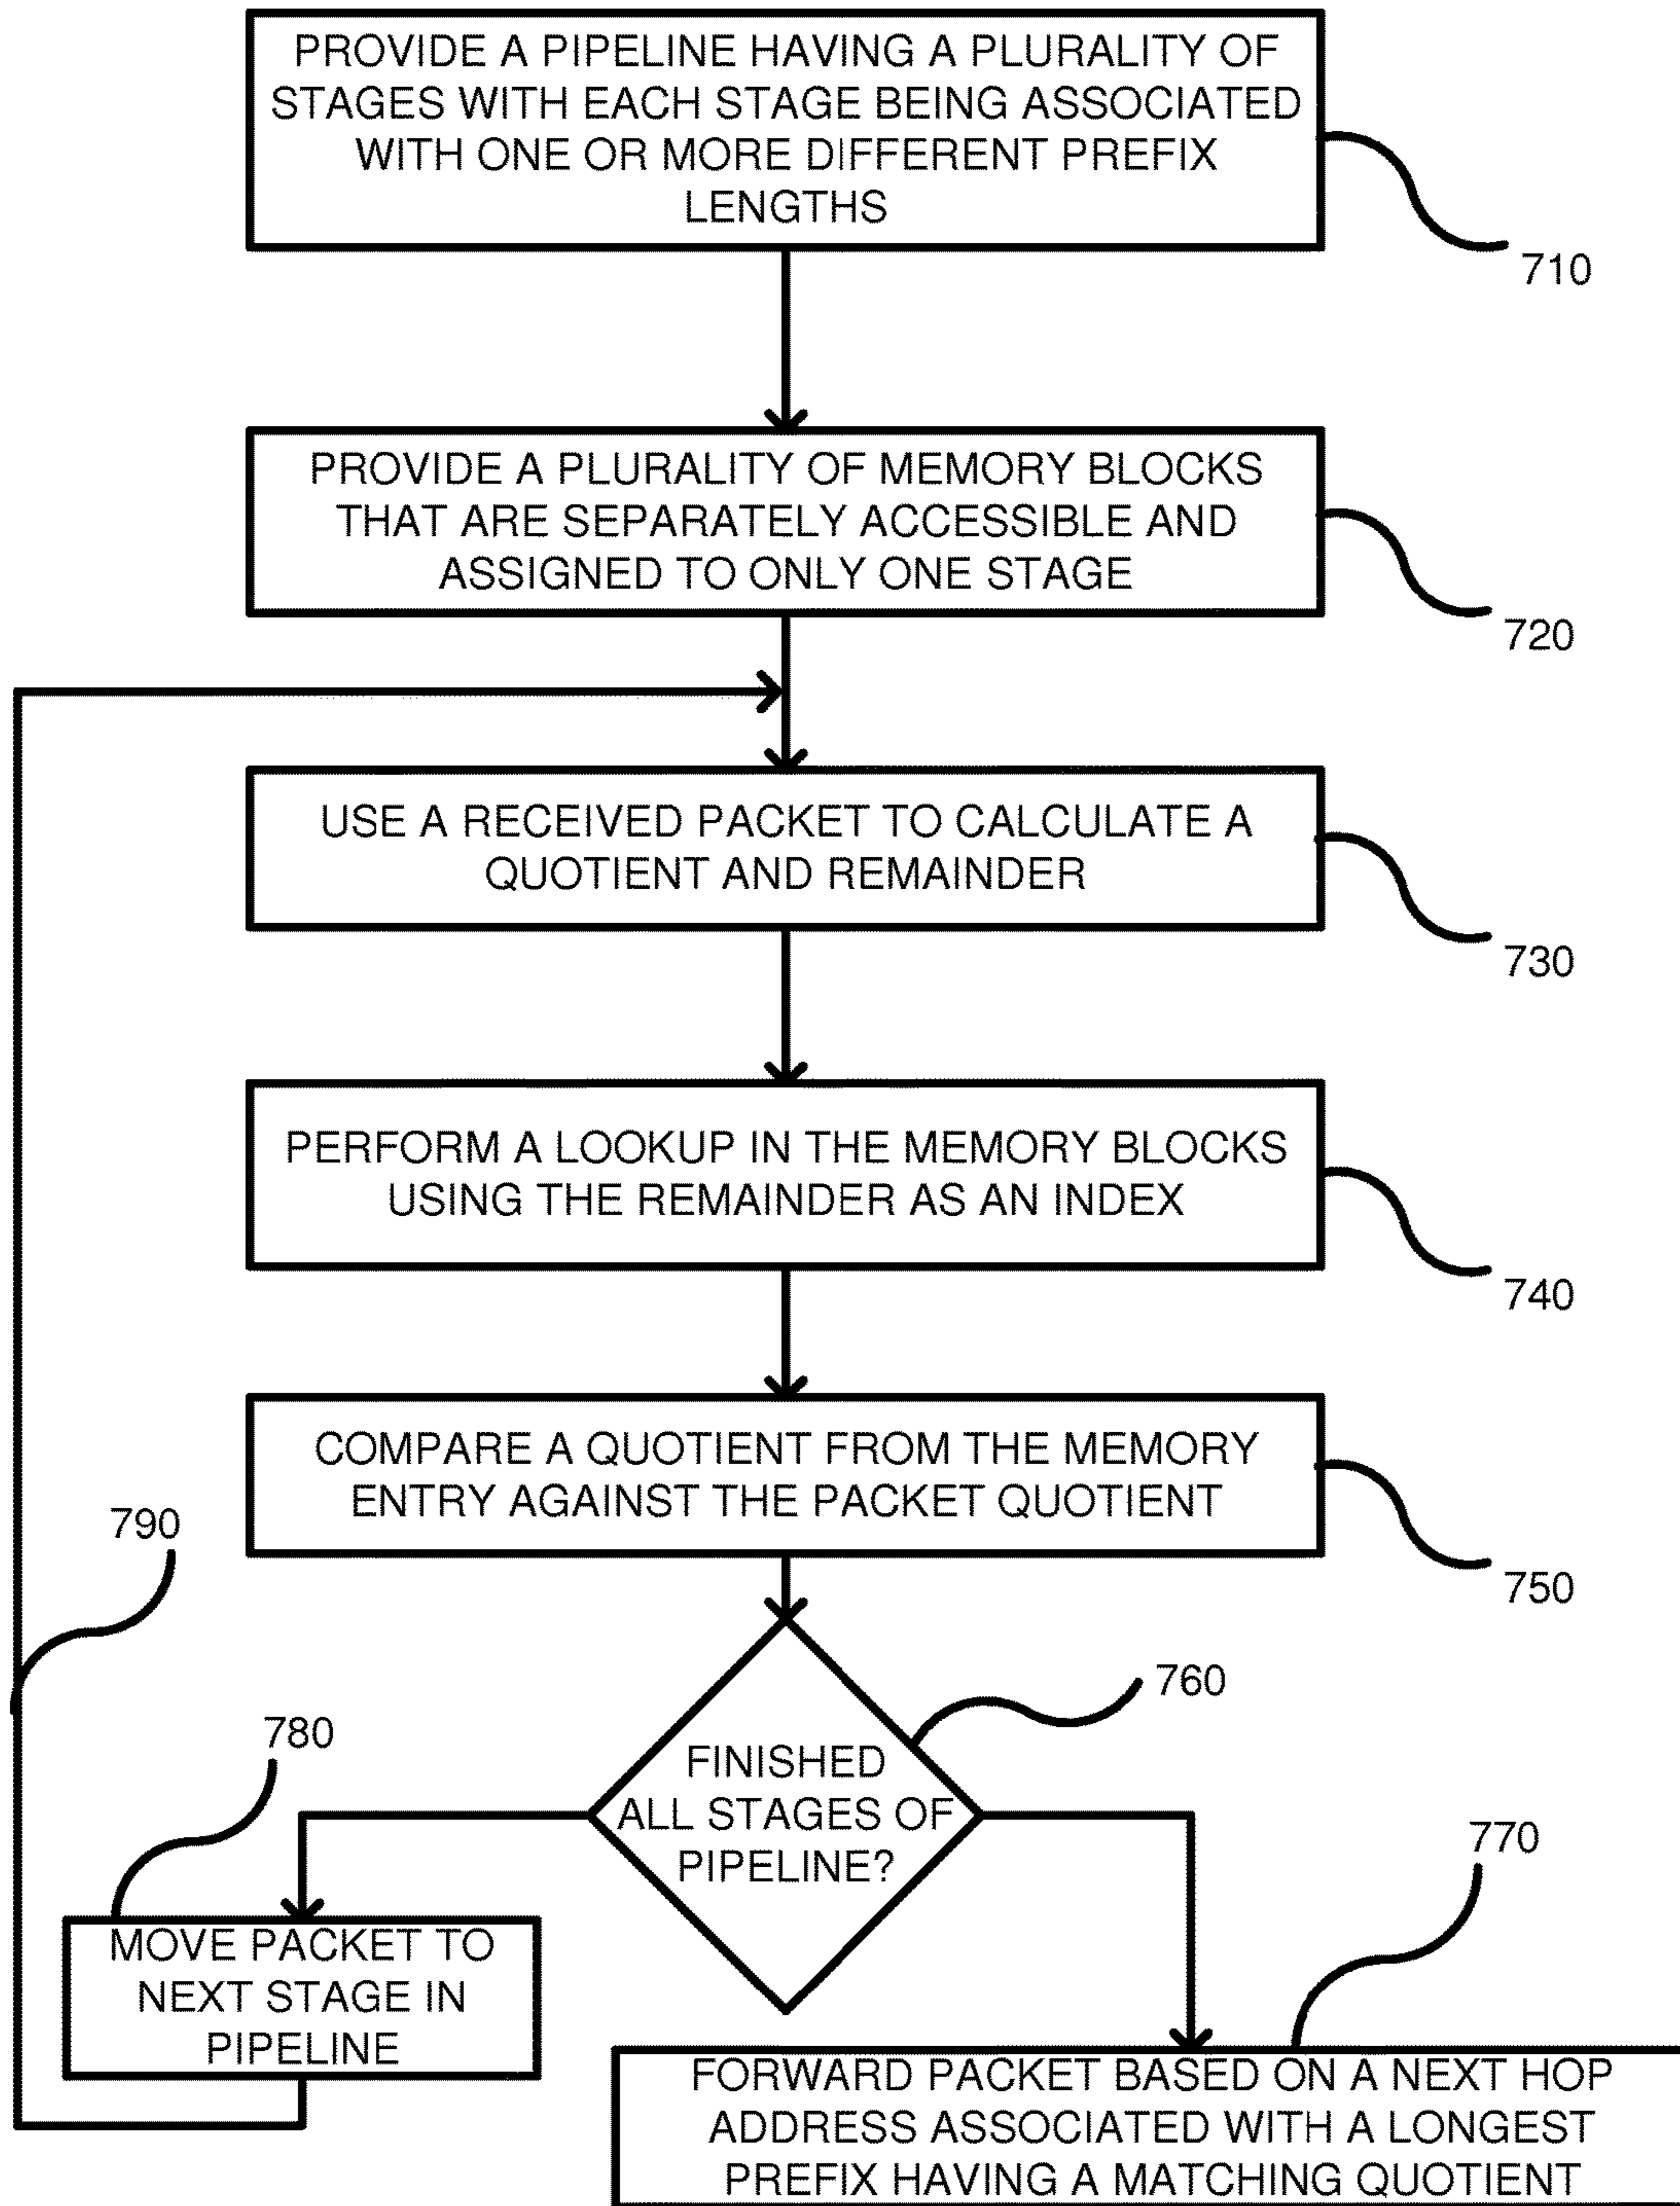 PROVIDE A PIPELINE HAVING A PLURALITY OF
STAGES WITH EACH STAGE BEING ASSOCIATED
WITH ONE OR MORE DIFFERENT PREFIX
LENGTHS
710
PROVIDE A PLURALITY OF MEMORY BLOCKS
THAT ARE SEPARATELY ACCESSIBLE AND
ASSIGNED TO ONLY ONE STAGE
720
USE A RECEIVED PACKET TO CALCULATE A
QUOTIENT AND REMAINDER
730
PERFORM A LOOKUP IN THE MEMORY BLOCKS
USING THE REMAINDER AS AN INDEX
740
COMPARE A QUOTIENT FROM THE MEMORY
ENTRY AGAINST THE PACKET QUOTIENT
750
790
760
FINISHED
ALL STAGES OF
PIPELINE?
780
MOVE PACKET TO
NEXT STAGE IN
PIPELINE
770
FORWARD PACKET BASED ON A NEXT HOP
ADDRESS ASSOCIATED WITH A LONGEST
PREFIX HAVING A MATCHING QUOTIENT